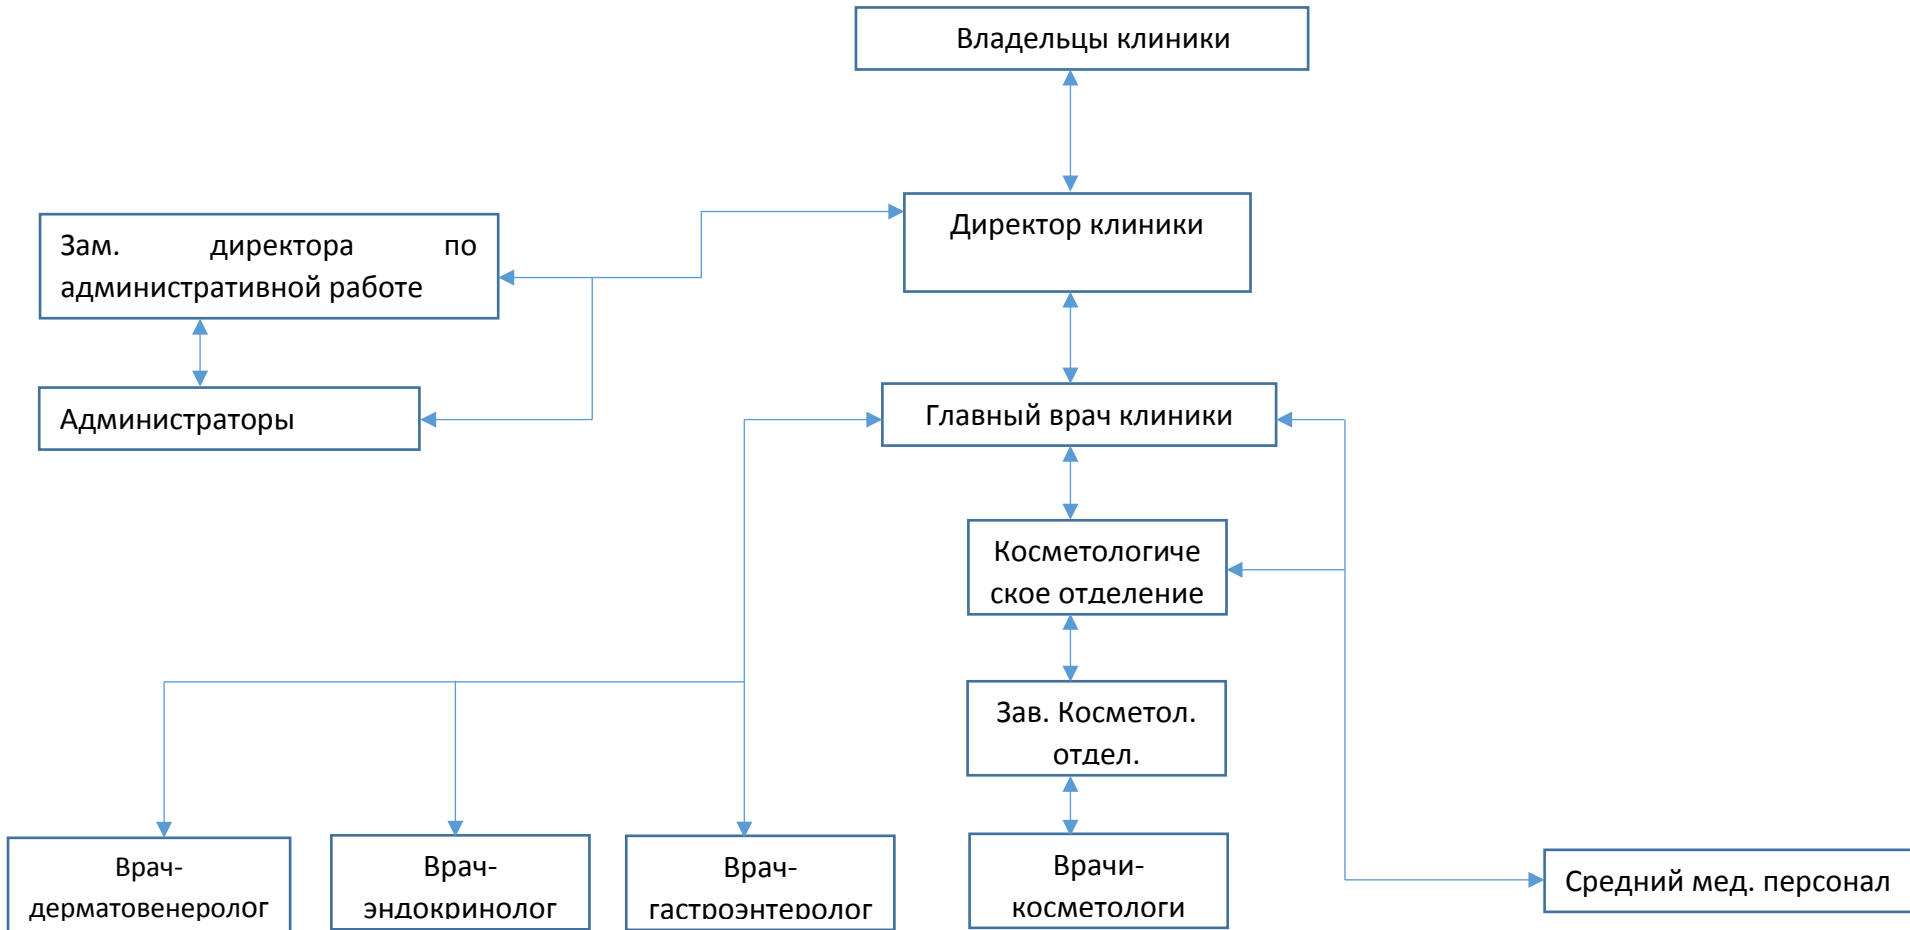 Владельцы клиники
Директор клиники
Зам. директора по
административной работе
Администраторы
Главный врач клиники
Косметологиче
ское отделение
Зав. Косметол.
отдел.
Врач-
дерматовенеролог
Врач-
эндокринолог
Врач-
гастроэнтеролог
Врачи-
косметологи
Средний мед. персонал